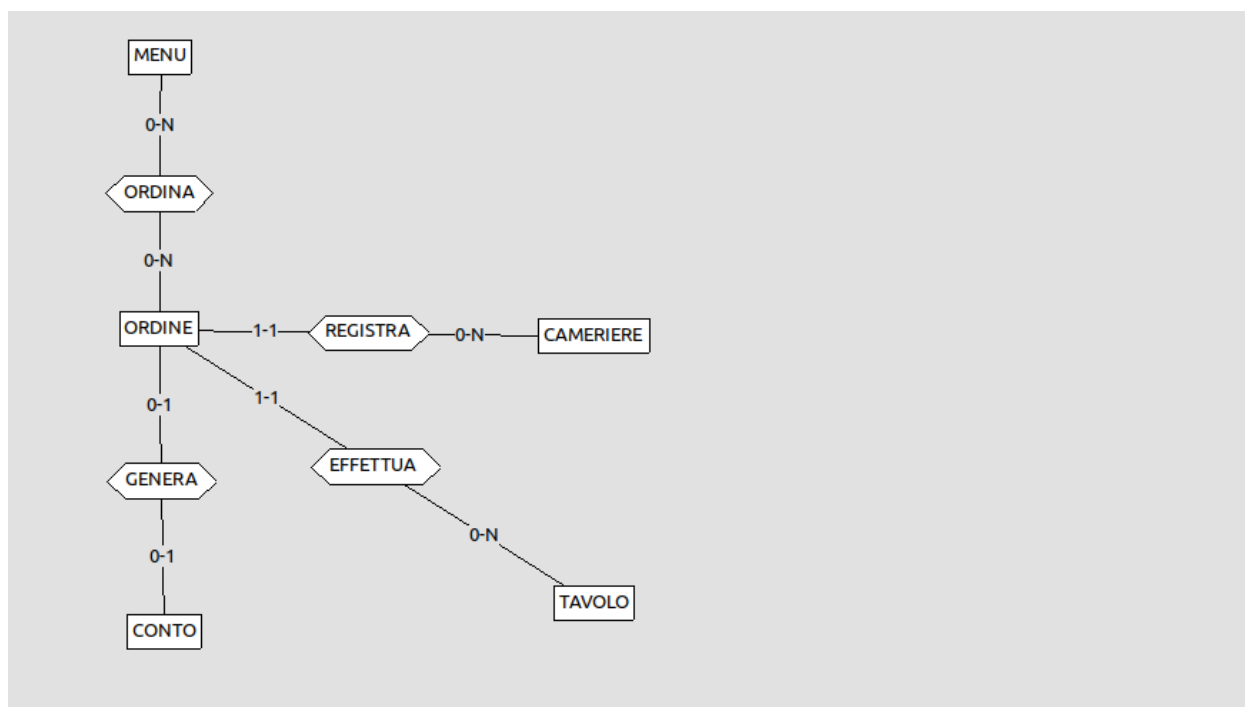 MENU
0-N
ORDINA
0-N
ORDINE
1-1
REGISTRA
0-N
CAMERIERE
0-1
1-1
GENERA
EFFETTUA
0-1
0-N
CONTO
TAVOLO